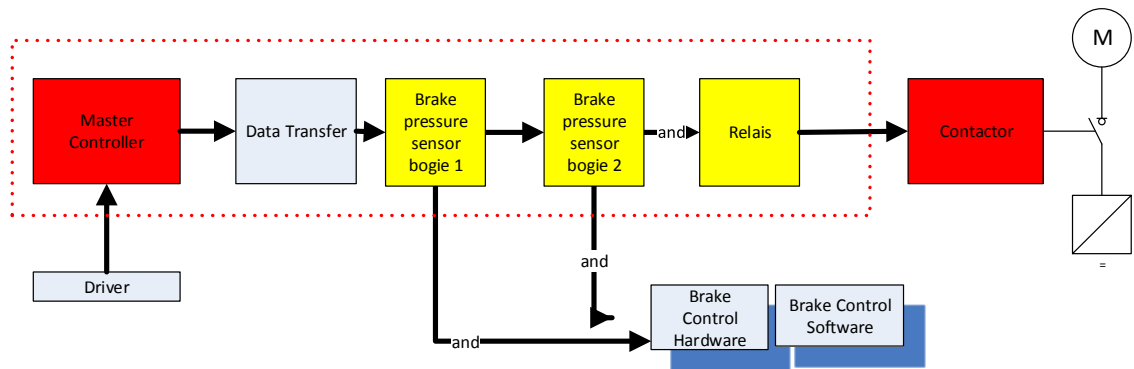 M
Master
Controller
Data Transfer
Brake
pressure
sensor
bogie 1
Brake
pressure
sensor
bogie 2
and
Relais
Contactor
=
and
Driver
Brake
Control
Hardware
Brake Control
Software
and